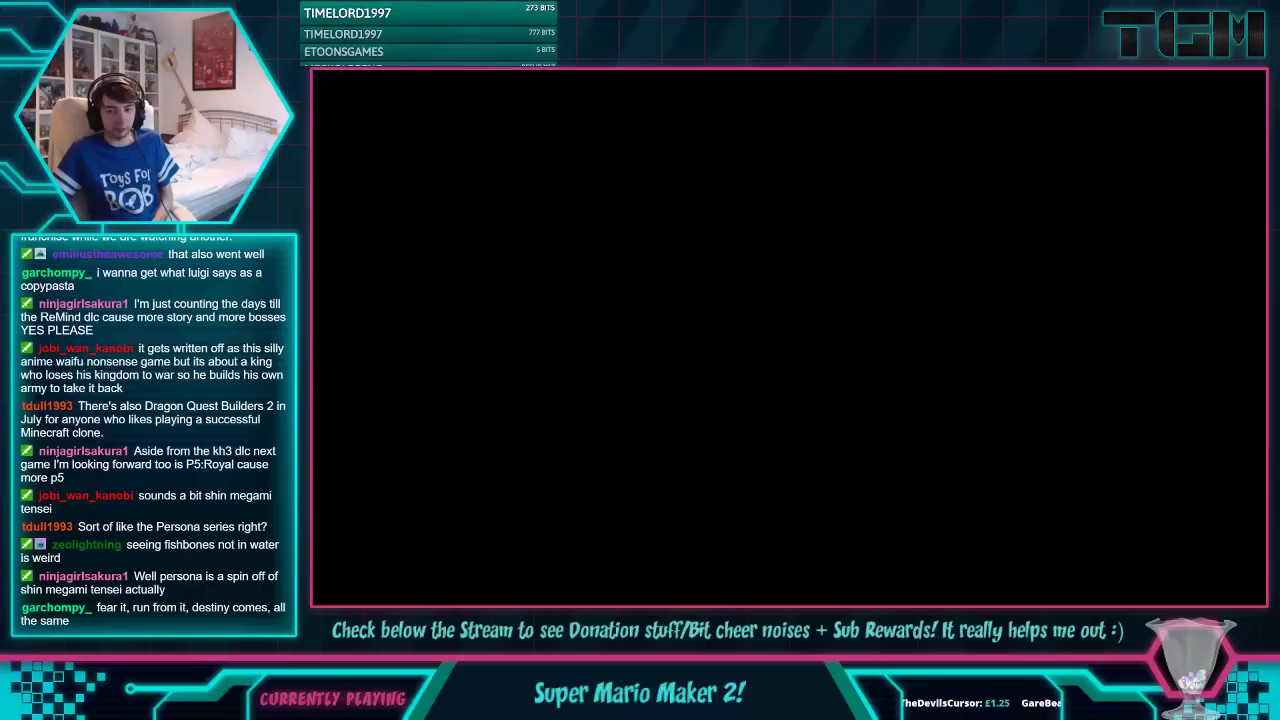 TIMELORD1997 273 BITS
TIMELORD1997 777 BITS
ETOONSGAMES 5 BITS
TGM
TOYS FOR
BOB
franchise while we are watching another.
emiliustheawesome that also went well
garchompy_ i wanna get what luigi says as a
copypasta
ninjagirlsakura1 I'm just counting the days till
the ReMind dlc cause more story and more bosses
YES PLEASE
jobi_wan_kanobi it gets written off as this silly
anime waifu nonsense game but its about a king
who loses his kingdom to war so he builds his own
army to take it back
tdull1993 There's also Dragon Quest Builders 2 in
July for anyone who likes playing a successful
Minecraft clone.
ninjagirlsakura1 Aside from the kh3 dlc next
game I'm looking forward too is P5:Royal cause
more p5
jobi_wan_kanobi sounds a bit shin megami
tensei
tdull1993 Sort of like the Persona series right?
zeolightning seeing fishbones not in water
is weird
ninjagirlsakura1 Well persona is a spin off of
shin megami tensei actually
garchompy_ fear it, run from it, destiny comes, all
the same
Check below the Stream to see Donation stuff/Bit cheer noises + Sub Rewards! It really helps me out :)
CURRENTLY PLAYING
Super Mario Maker 2!
TheDevilsCursor: £1.25 GareBea